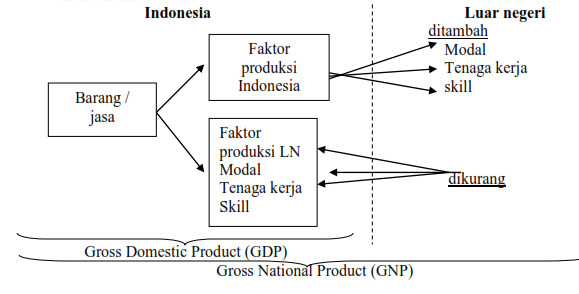 Indonesia
Luar negeri
ditambah
Modal
Tenaga kerja
skill
Faktor
produksi
Indonesia
Barang /
jasa
Faktor
produksi LN
Modal
Tenaga kerja
Skill
dikurang
Gross Domestic Product (GDP)
Gross National Product (GNP)